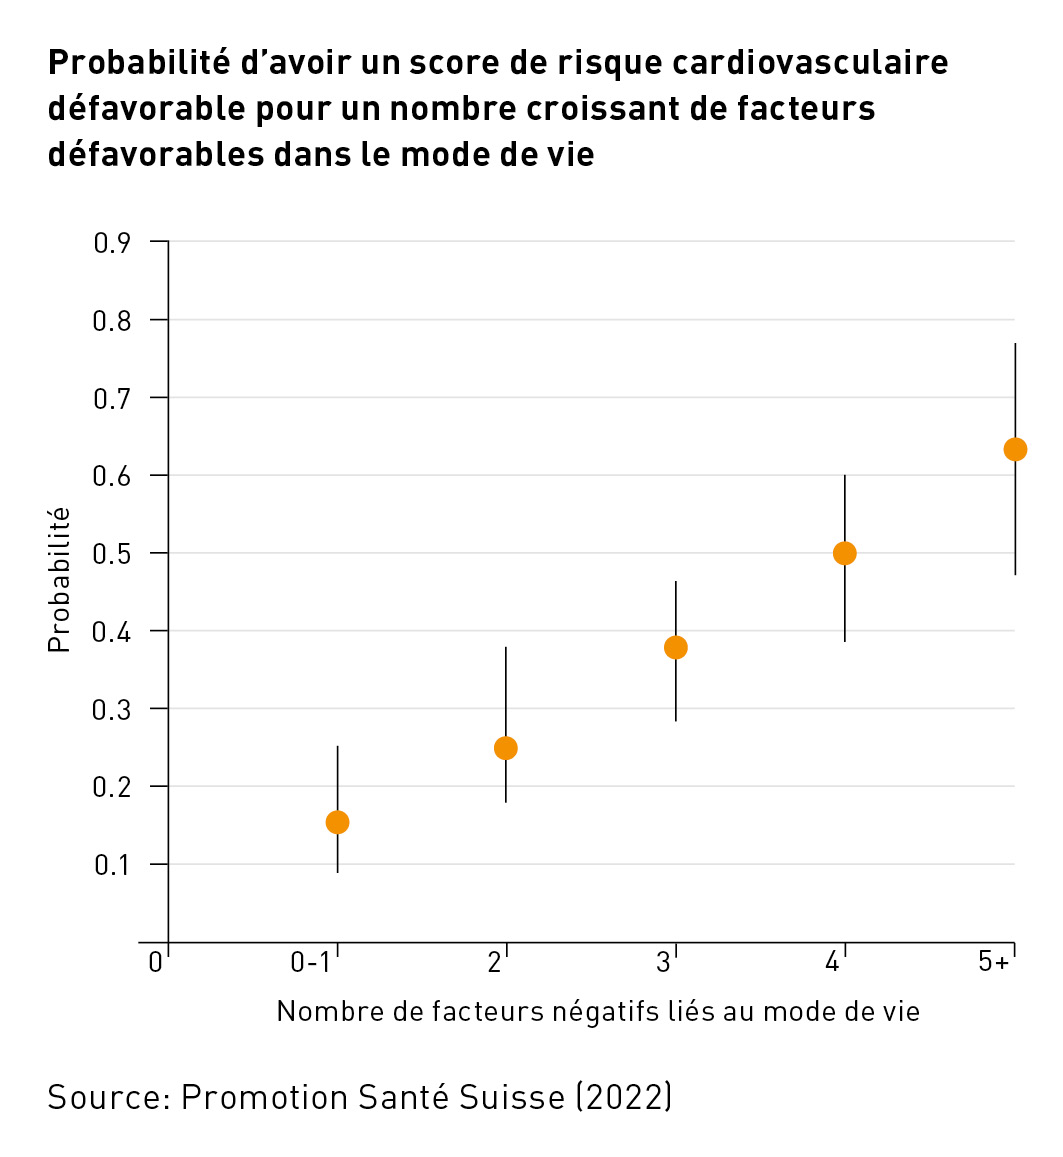 Probabilité d’avoir un score de risque cardiovasculaire
défavorable pour un nombre croissant de facteurs
défavorables dans le mode de vie
0.9
0.8
0.7
0.6
0.5
0.4
0.3
0.2
0.1
Probabilité
0
0-1
2
3
4
5+
Nombre de facteurs négatifs liés au mode de vie
Source: Promotion Santé Suisse (2022)